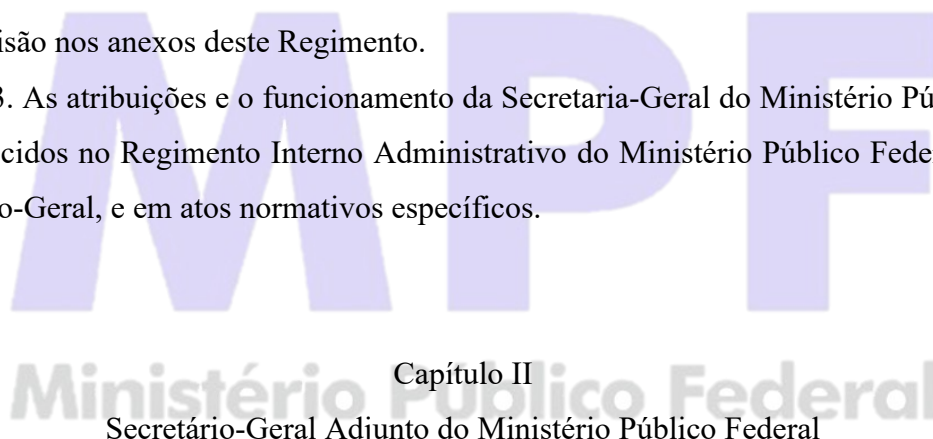 isão nos anexos deste Regimento.
3. As atribuições e o funcionamento da Secretaria-Geral do Ministério Pú
cidos no Regimento Interno Administrativo do Ministério Público Feder
o-Geral, e em atos normativos específicos.
MPF
Capítulo II
Ministério Público Federal
Secretário-Geral Adjunto do Ministério Público Federal